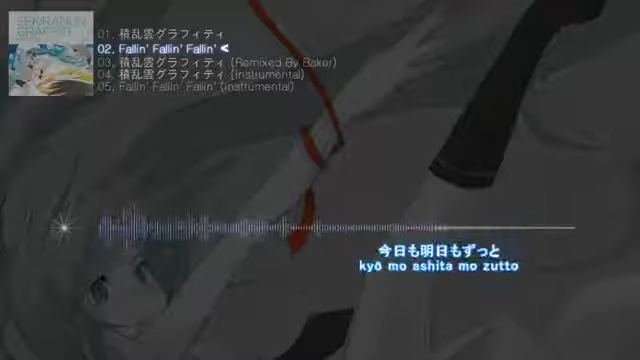 SEKIRANUN
GRAFFITI
01. 積乱雲グラフィティ
02. Fallin' Fallin' Fallin' <
03. 積乱雲グラフィティ (Remixed By Baker)
04. 積乱雲グラフィティ (Instrumental)
05. Fallin' Fallin' Fallin' (Instrumental)
今日も明日もずっと
kyō mo ashita mo zutto